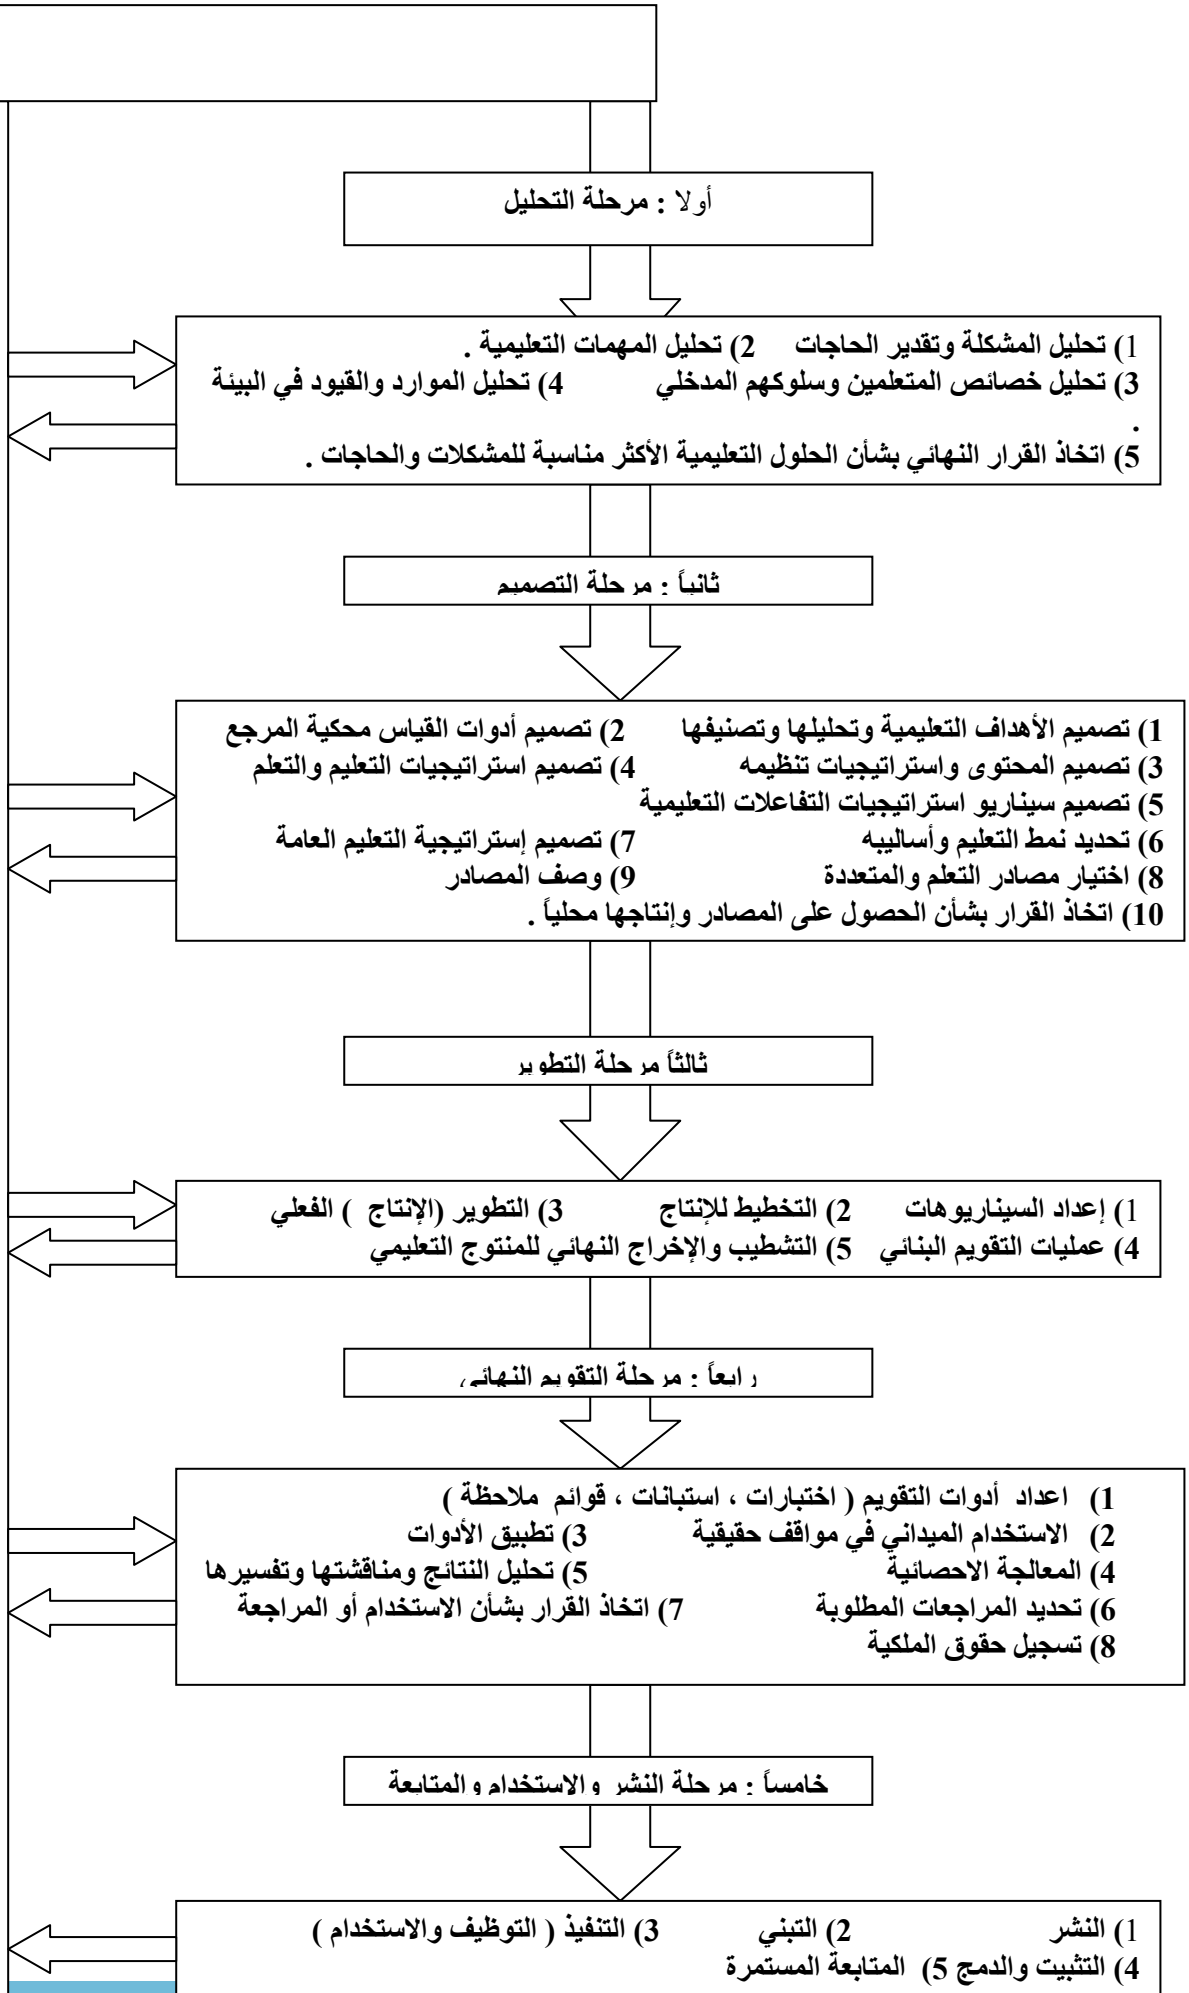 أولا : مرحلة التحليل
1) تحليل المشكلة وتقدير الحاجات 2) تحليل المهمات التعليمية .
3) تحليل خصائص المتعلمين وسلوكهم المدخلي 4) تحليل الموارد والقيود في البيئة
.
5) اتخاذ القرار النهائي بشأن الحلول التعليمية الأكثر مناسبة للمشكلات والحاجات .
ثانياً : مرحلة التصميم
1) تصميم الأهداف التعليمية وتحليلها وتصنيفها 2) تصميم أدوات القياس محكية المرجع
3) تصميم المحتوى واستراتيجيات تنظيمه 4) تصميم استراتيجيات التعليم والتعلم
5) تصميم سيناريو استراتيجيات التفاعلات التعليمية
6) تحديد نمط التعليم وأساليبه 7) تصميم إستراتيجية التعليم العامة
8) اختيار مصادر التعلم والمتعددة 9) وصف المصادر
10) اتخاذ القرار بشأن الحصول على المصادر وإنتاجها محلياً .
ثالثاً مرحلة التطوير
1) إعداد السيناريوهات 2) التخطيط للإنتاج 3) التطوير (الإنتاج ) الفعلي
4) عمليات التقويم البنائي 5) التشطيب والإخراج النهائي للمنتوج التعليمي
رابعاً : مرحلة التقويم النهائي
1) اعداد أدوات التقويم ( اختبارات ، استبانات ، قوائم ملاحظة )
2) الاستخدام الميداني في مواقف حقيقية 3) تطبيق الأدوات
4) المعالجة الاحصائية 5) تحليل النتائج ومناقشتها وتفسيرها
6) تحديد المراجعات المطلوبة 7) اتخاذ القرار بشأن الاستخدام أو المراجعة
8) تسجيل حقوق الملكية
خامساً : مرحلة النشر والاستخدام والمتابعة
1) النشر 2) التبني 3) التنفيذ ( التوظيف والاستخدام )
4) التثبيت والدمج 5) المتابعة المستمرة